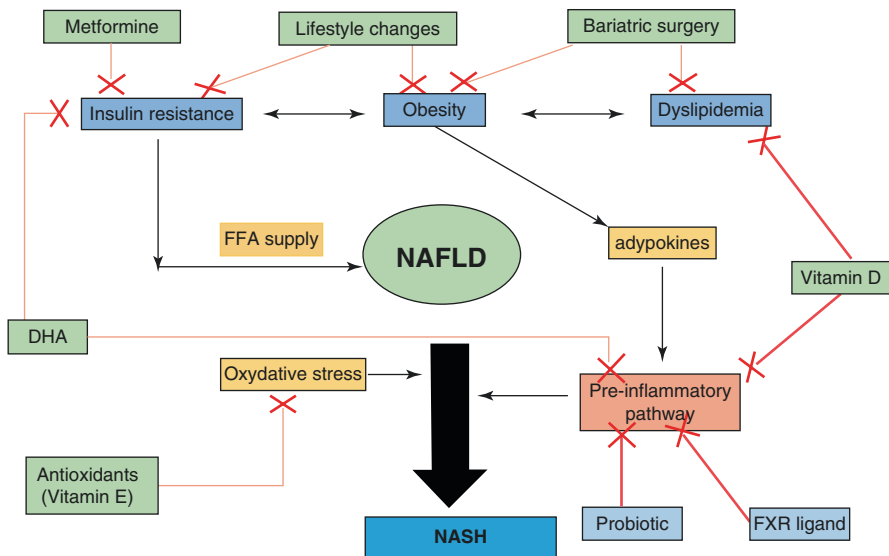 Metformine
Lifestyle changes
Bariatric surgery
Insulin resistance
Obesity
Dyslipidemia
FFA supply
NAFLD
adypokines
Vitamin D
DHA
Oxydative stress
Pre-inflammatory
pathway
Antioxidants
(Vitamin E)
Probiotic
FXR ligand
NASH